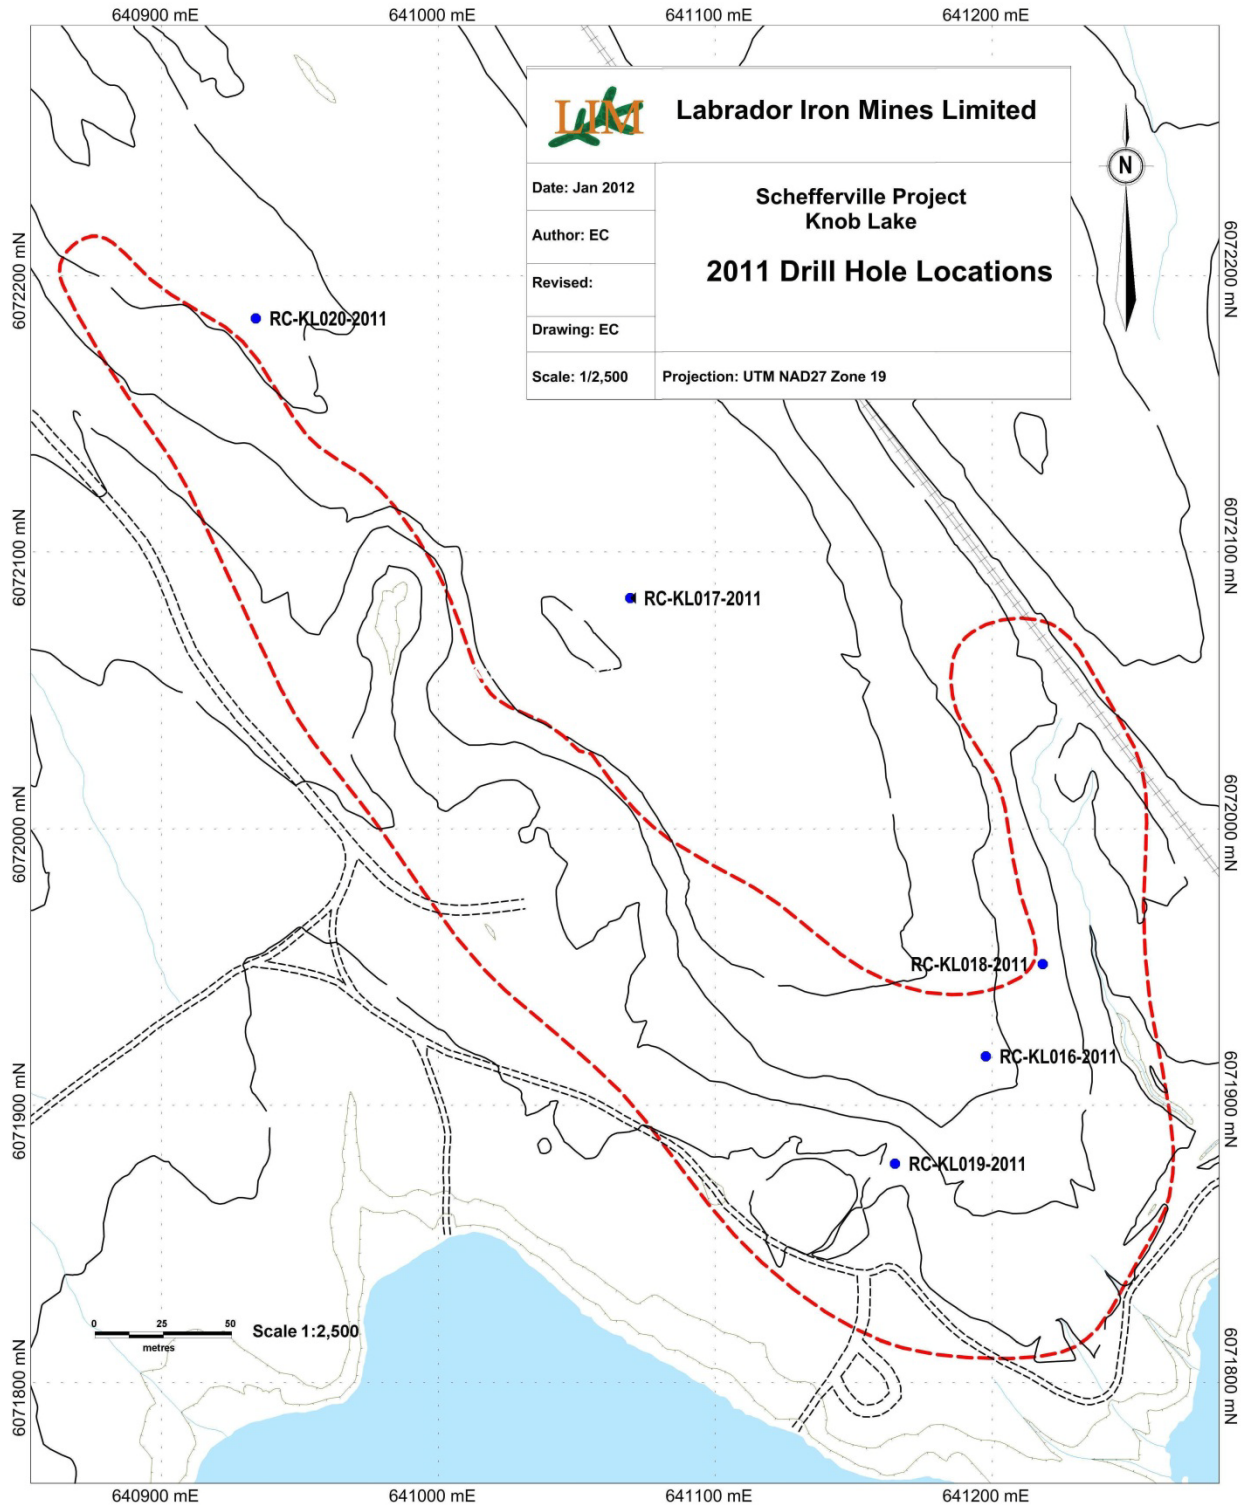 640900 mE
641000 mE
641100 mE
641200 mE
LIM
Labrador Iron Mines Limited
Date: Jan 2012
Author: EC
Revised:
Drawing: EC
Scale: 1/2,500
Schefferville Project
Knob Lake
2011 Drill Hole Locations
Projection: UTM NAD27 Zone 19
N
6072200 mN
6072200 mN
RC-KL020-2011
6072100 mN
6072100 mN
RC-KL017-2011
6072000 mN
6072000 mN
RC-KL018-2011
RC-KL016-2011
6071900 mN
6071900 mN
RC-KL019-2011
0 25 50
metres
Scale 1:2,500
6071800 mN
6071800 mN
640900 mE
641000 mE
641100 mE
641200 mE